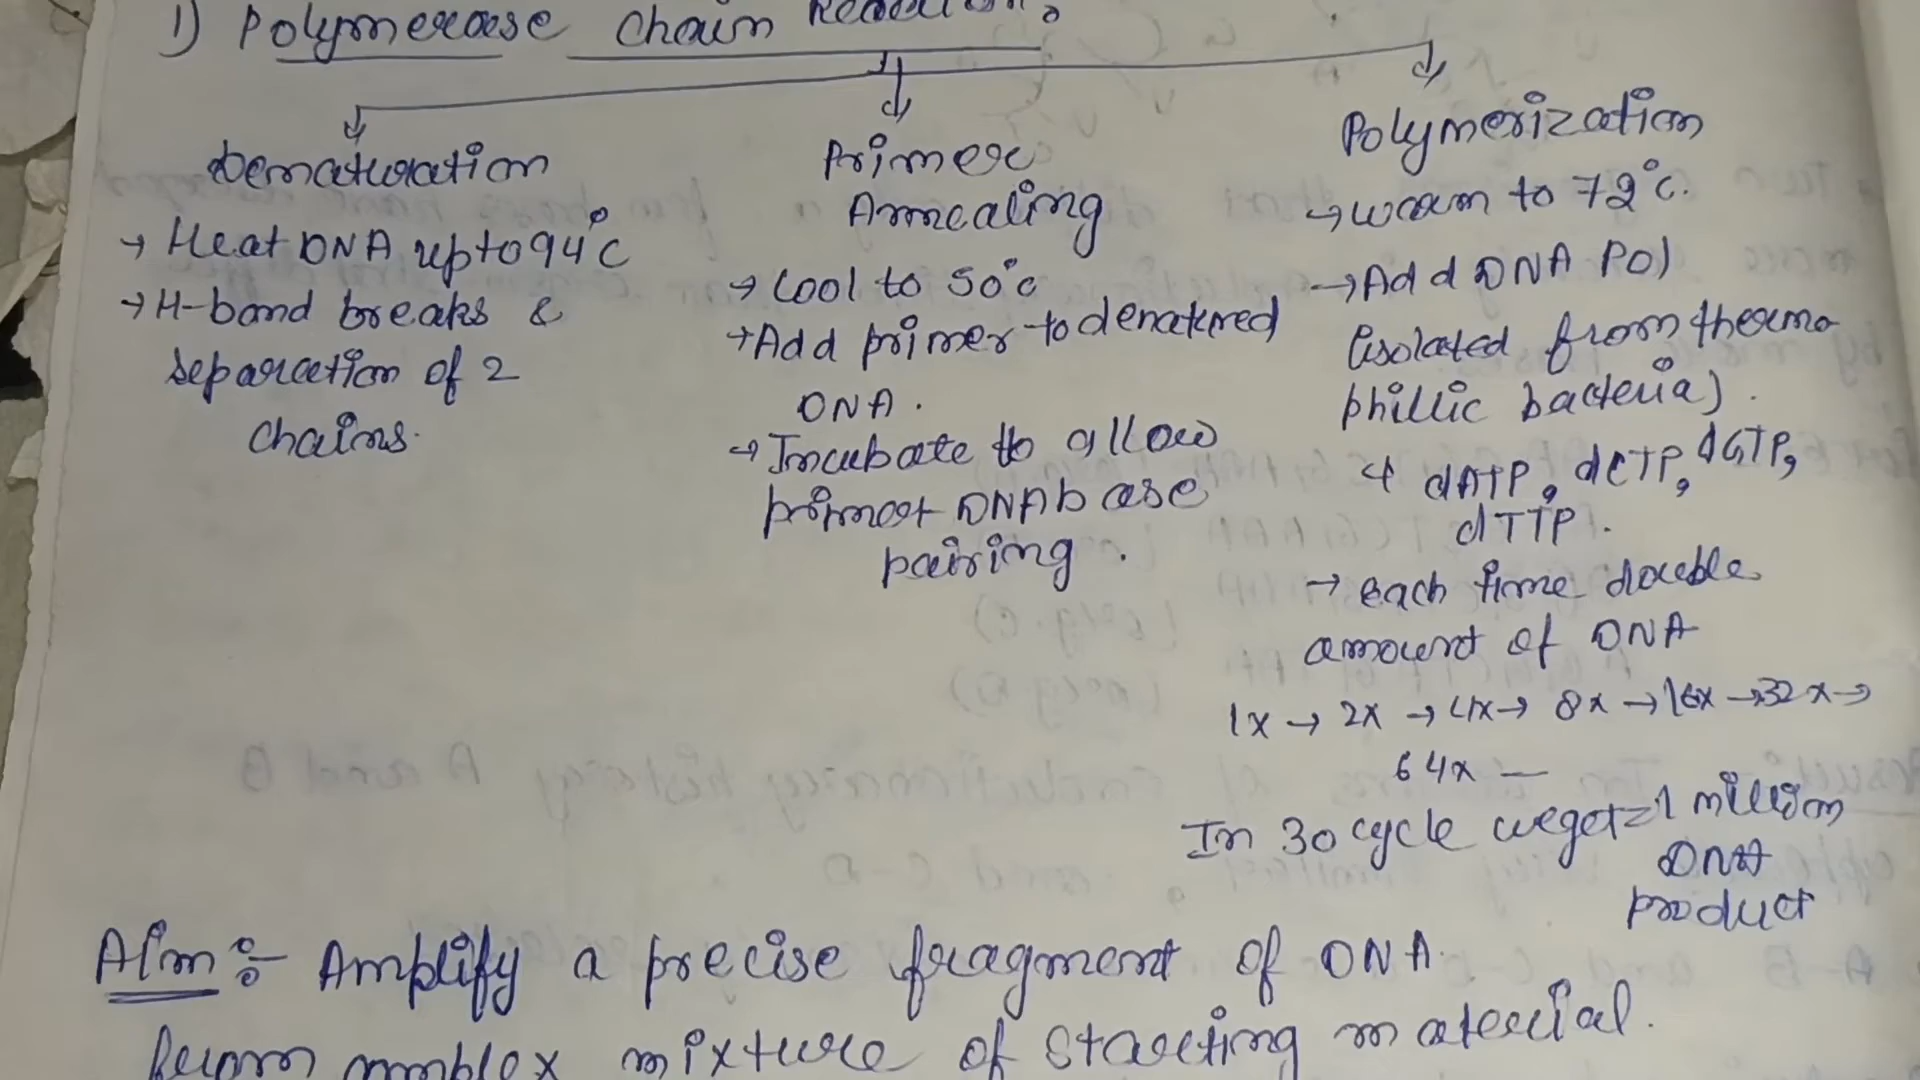 1) Polymerase Chain Reaction.
Denaturation
→ Heat DNA upto 94°C
→ H-bond breaks &
separation of 2
chains.
Primer
Annealing
→ Cool to 50°C
→ Add primer to denatured
DNA.
→ Incubate to allow
primer DNA base
pairing.
Polymerization
→ warm to 72°C.
→ Add DNA Pol
(isolated from thermo
phillic bacteria).
& dATP, dCTP, dGTP,
dTTP.
→ each time double
amount of DNA
1x → 2x → 4x → 8x → 16x → 32x →
64x —
In 30 cycle weget = 1 million
DNA
product
Aim :- Amplify a precise fragment of DNA.
from complex mixture of starting material.